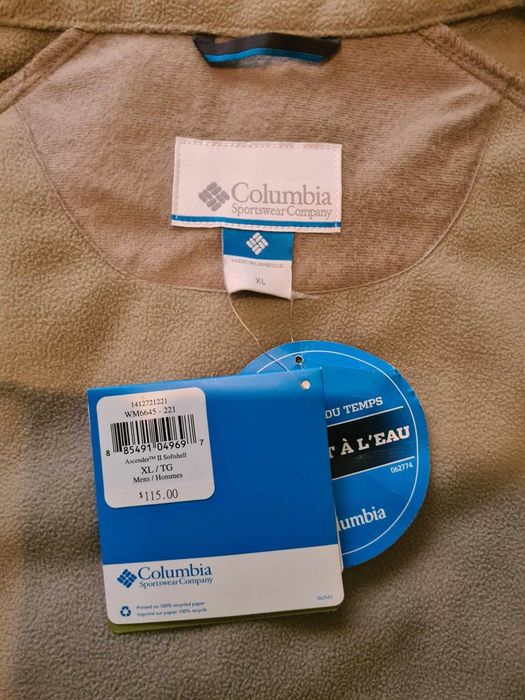 Columbia
Sportswear Company
MADE IN CAMBODIA
XL
1412721221
WM6645 - 221
8 85491 04969 7
Ascender™ II Softshell
XL / TG
Mens / Hommes
$115.00
DU TEMPS
T À L'EAU
062774
lumbia
Columbia
Sportswear Company
Printed on 100% recycled paper
Imprimé sur papier 100% recyclé
062541